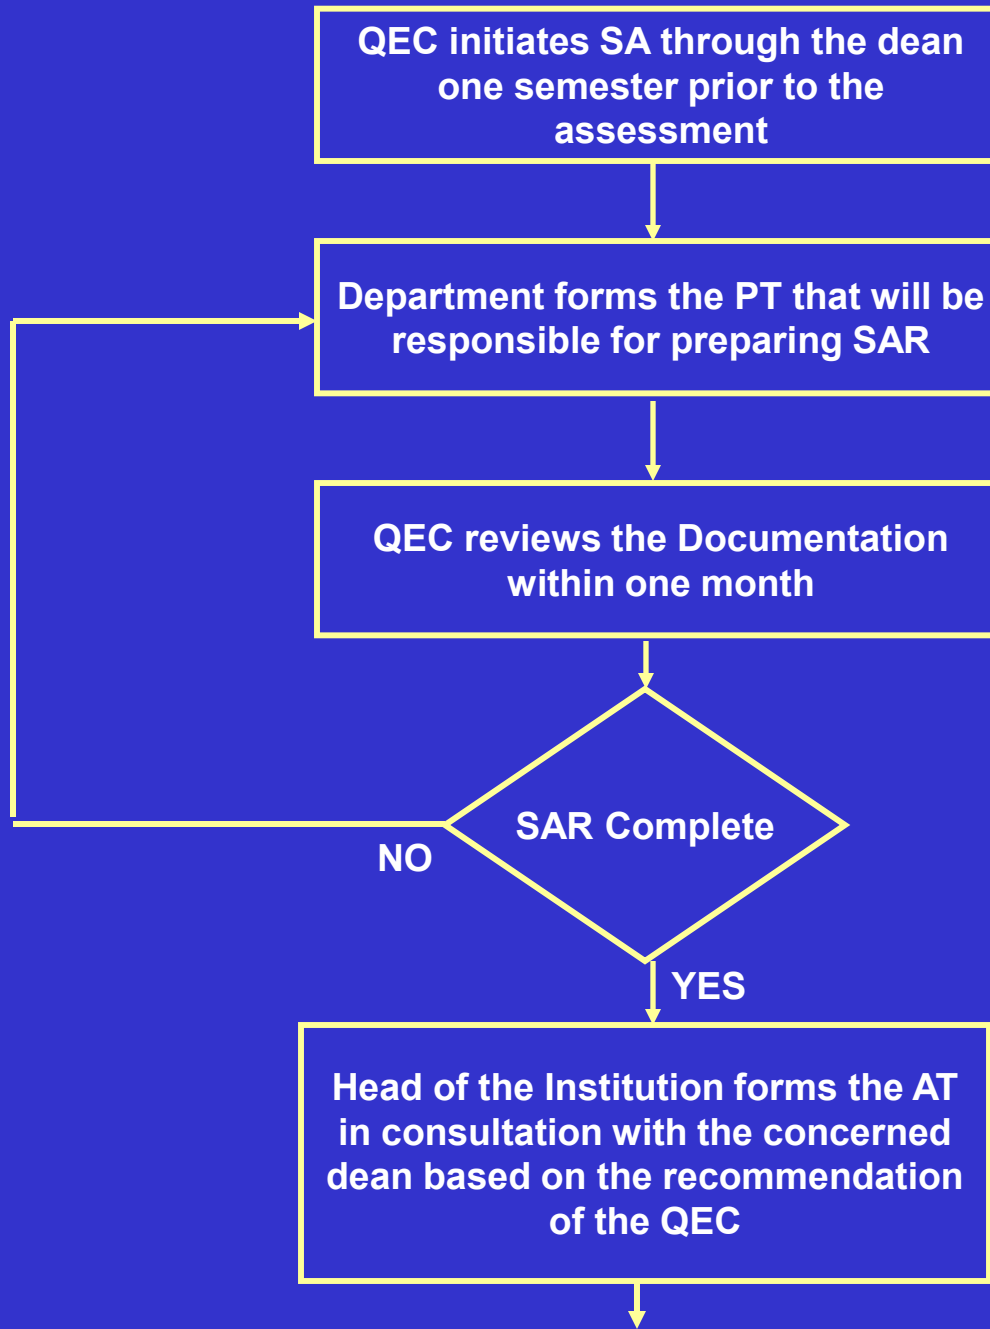 QEC initiates SA through the dean
one semester prior to the
assessment
Department forms the PT that will be
responsible for preparing SAR
QEC reviews the Documentation
within one month
SAR Complete
NO
YES
Head of the Institution forms the AT
in consultation with the concerned
dean based on the recommendation
of the QEC